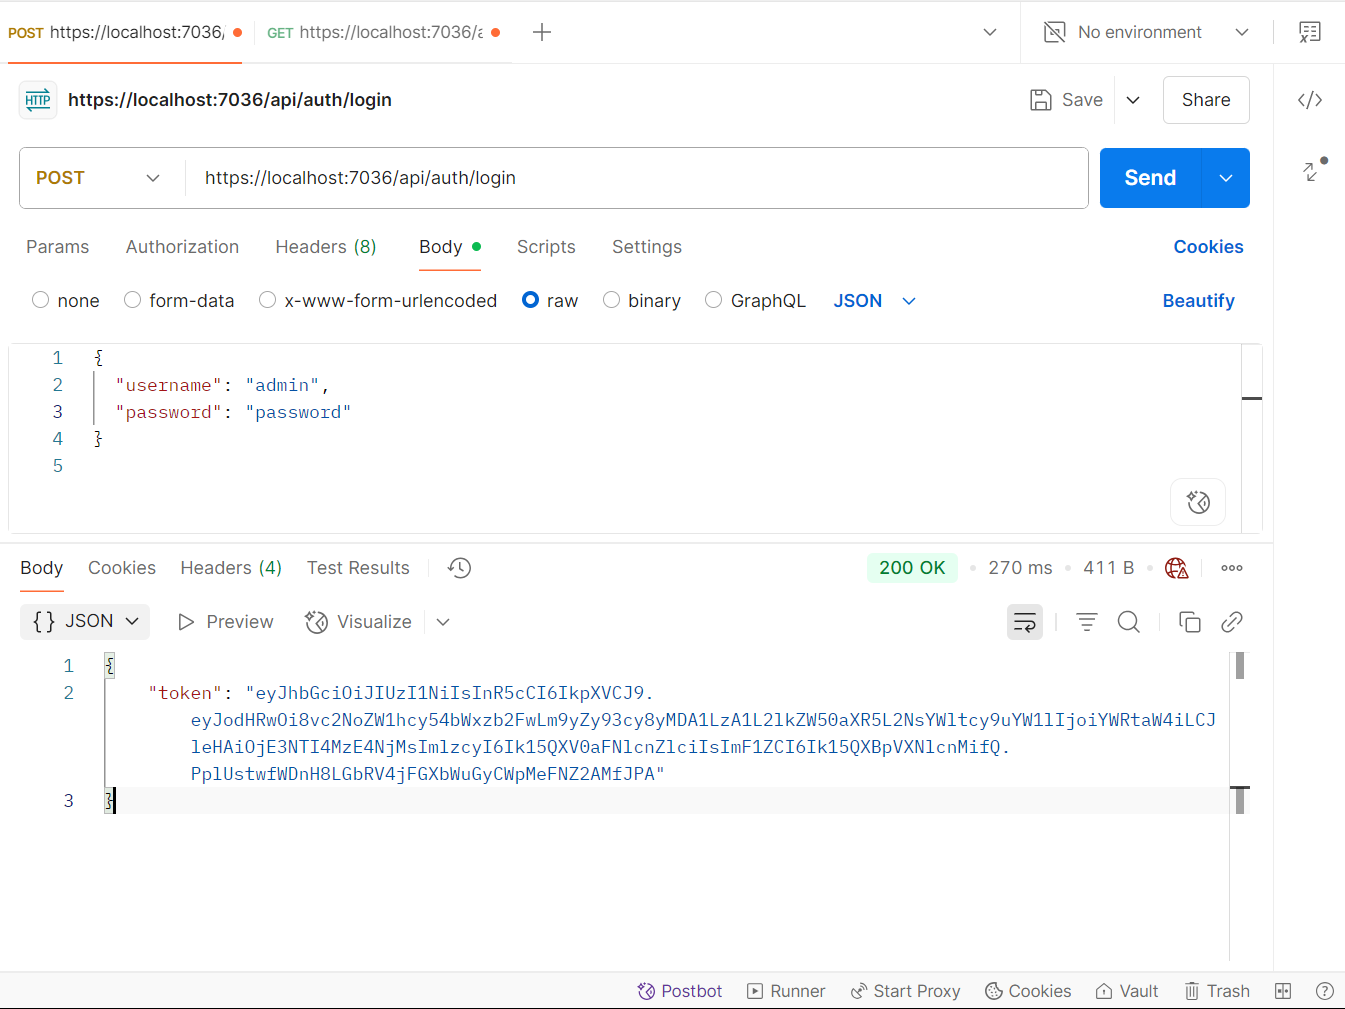 POST https://localhost:7036/ GET https://localhost:7036/a No environment
HTTP https://localhost:7036/api/auth/login Save Share
POST https://localhost:7036/api/auth/login Send
Params Authorization Headers (8) Body Scripts Settings Cookies
none form-data x-www-form-urlencoded raw binary GraphQL JSON Beautify
1 {
2 "username": "admin",
3 "password": "password"
4 }
5
Body Cookies Headers (4) Test Results 200 OK 270 ms 411 B
{} JSON Preview Visualize
1 {
2 "token": "eyJhbGciOiJIUzI1NiIsInR5cCI6IkpXVCJ9.
eyJodHRwOi8vc2NoZW1hcy54bWxzb2FwLm9yZy93cy8yMDA1LzA1L2lkZW50aXR5L2NsYWltcy9uYW1lIjoiYWRtaW4iLCJ
leHAiOjE3NTI4MzE4NjMsImlzcyI6Ik15QXV0aFNlcnZlciIsImF1ZCI6Ik15QXBpVXNlcnMifQ.
PplUstwfWDnH8LGbRV4jFGXbWuGyCWpMeFNZ2AMfJPA"
3 }
Postbot Runner Start Proxy Cookies Vault Trash